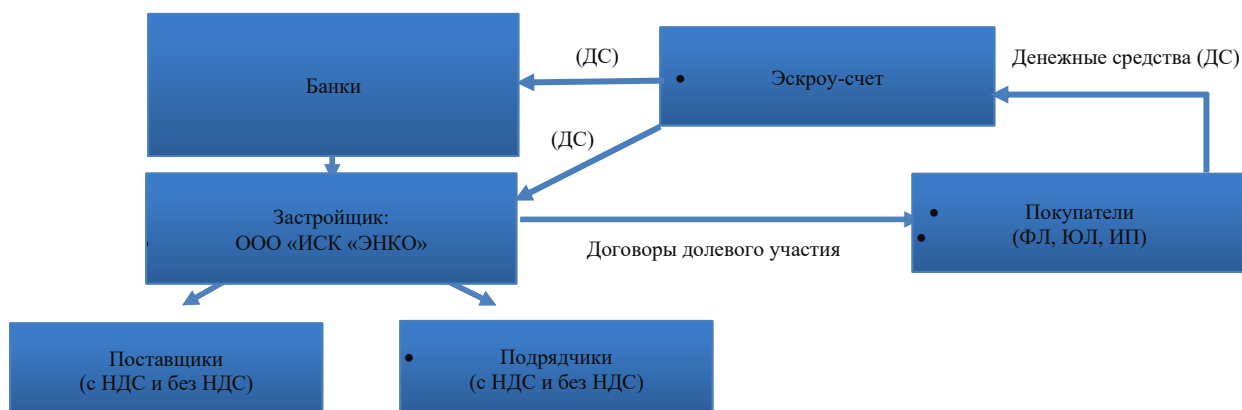 (ДС)
Денежные средства (ДС)
Банки
Эскроу-счет
(ДС)
Застройщик:
ООО «ИСК «ЭНКО»
Покупатели
(ФЛ, ЮЛ, ИП)
Договоры долевого участия
Поставщики
(с НДС и без НДС)
Подрядчики
(с НДС и без НДС)